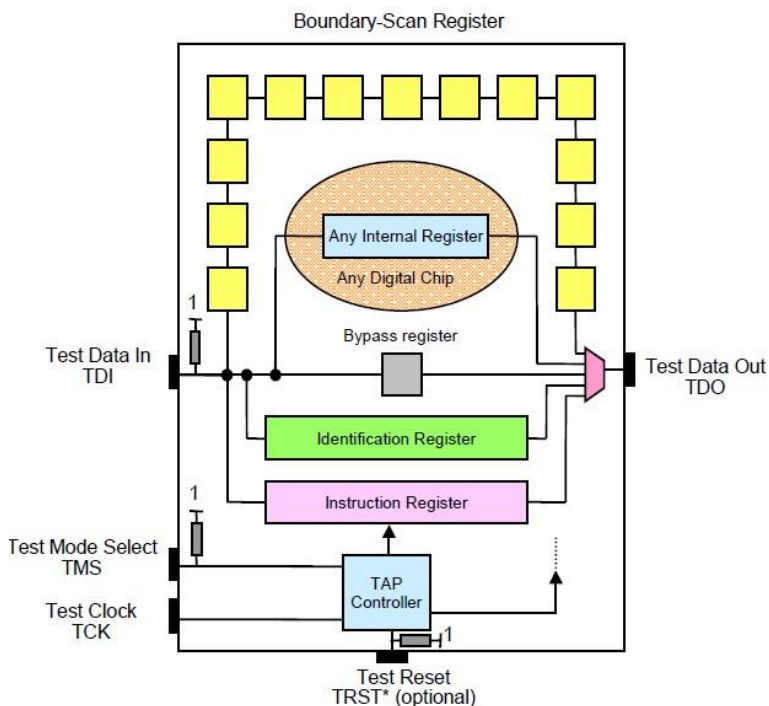 Boundary-Scan Register
Any Internal Register
Any Digital Chip
1
Bypass register
Test Data In
TDI
Test Data Out
TDO
Identification Register
Instruction Register
1
Test Mode Select
TMS
TAP
Controller
Test Clock
TCK
1
Test Reset
TRST* (optional)